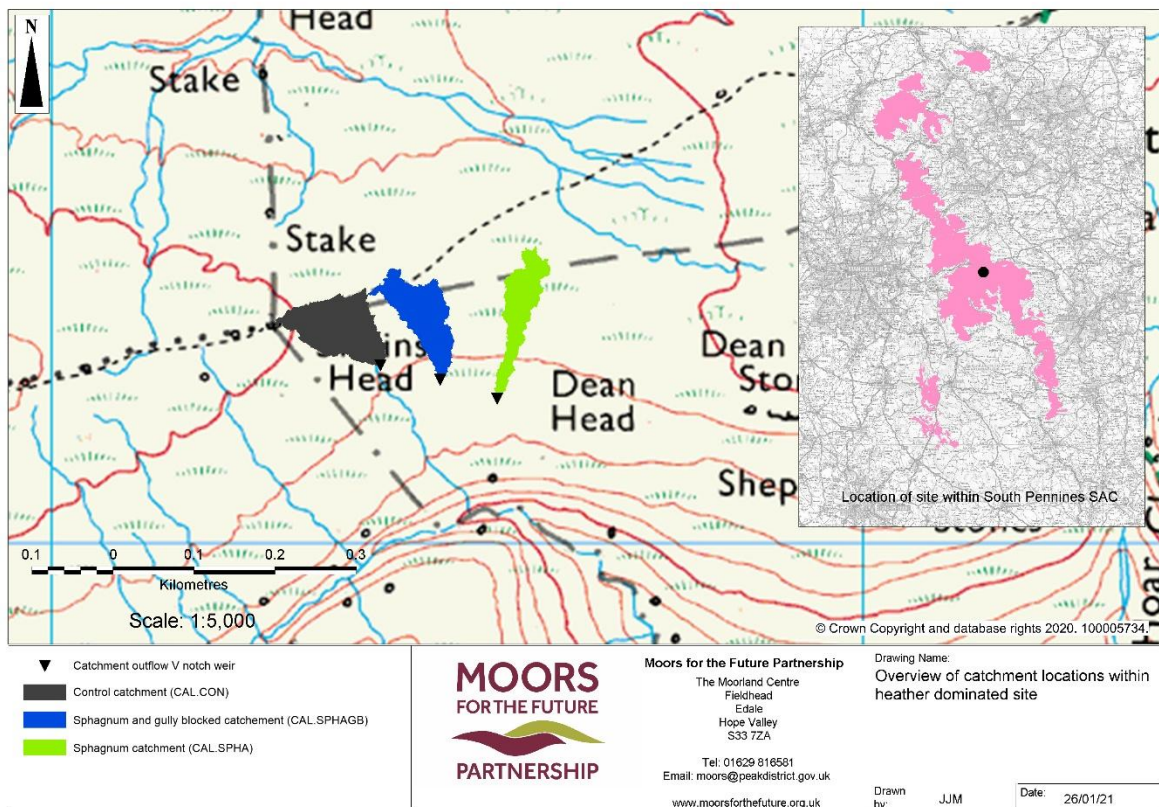 N
Head
Stake
Stake
Head
Dean
Head
Dean
Location of site within South Pennines SAC
0.1 0 0.1 0.2 0.3
Kilometres
Scale: 1:5,000
© Crown Copyright and database rights 2020. 100005734.
Catchment outflow V notch weir
Control catchment (CAL.CON)
Sphagnum and gully blocked catchement (CAL.SPHAGB)
Sphagnum catchment (CAL.SPHA)
MOORS
FOR THE FUTURE
PARTNERSHIP
Moors for the Future Partnership
The Moorland Centre
Fieldhead
Edale
Hope Valley
S33 7ZA
Tel: 01629 816581
Email: moors@peakdistrict.gov.uk
www.moorsforthefuture.org.uk
Drawing Name:
Overview of catchment locations within
heather dominated site
Drawn
by: JJM
Date:
26/01/21